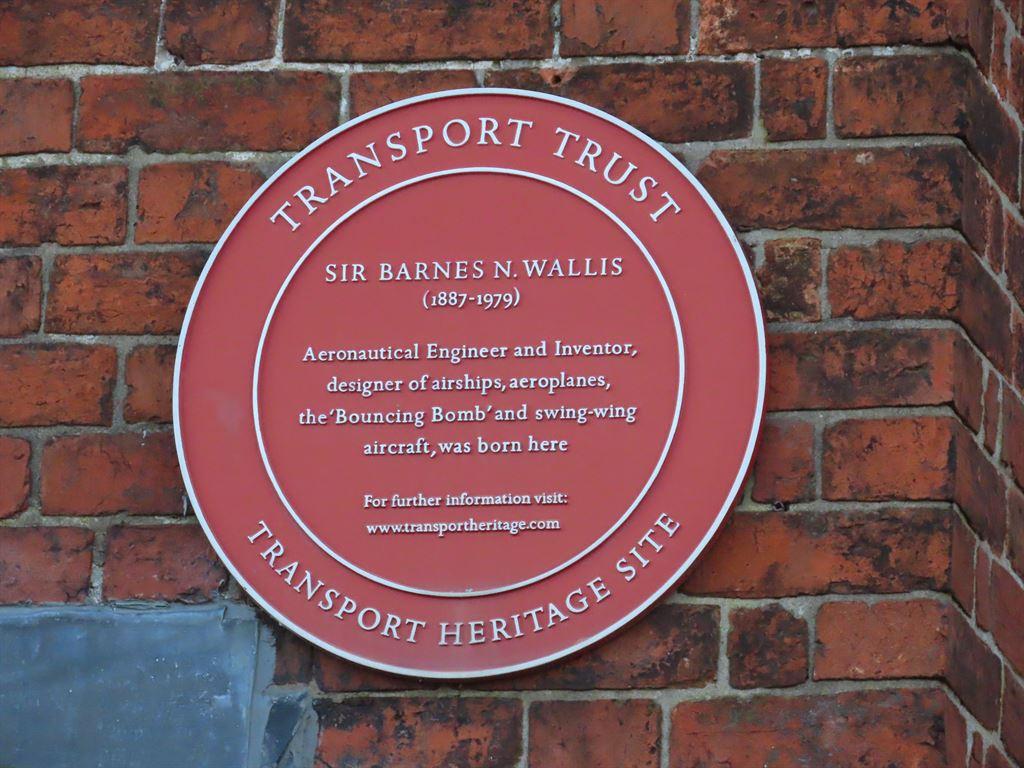 TRANSPORT TRUST
SIR BARNES N. WALLIS
(1887-1979)
Aeronautical Engineer and Inventor,
designer of airships, aeroplanes,
the 'Bouncing Bomb' and swing-wing
aircraft, was born here
For further information visit:
www.transportheritage.com
TRANSPORT HERITAGE SITE